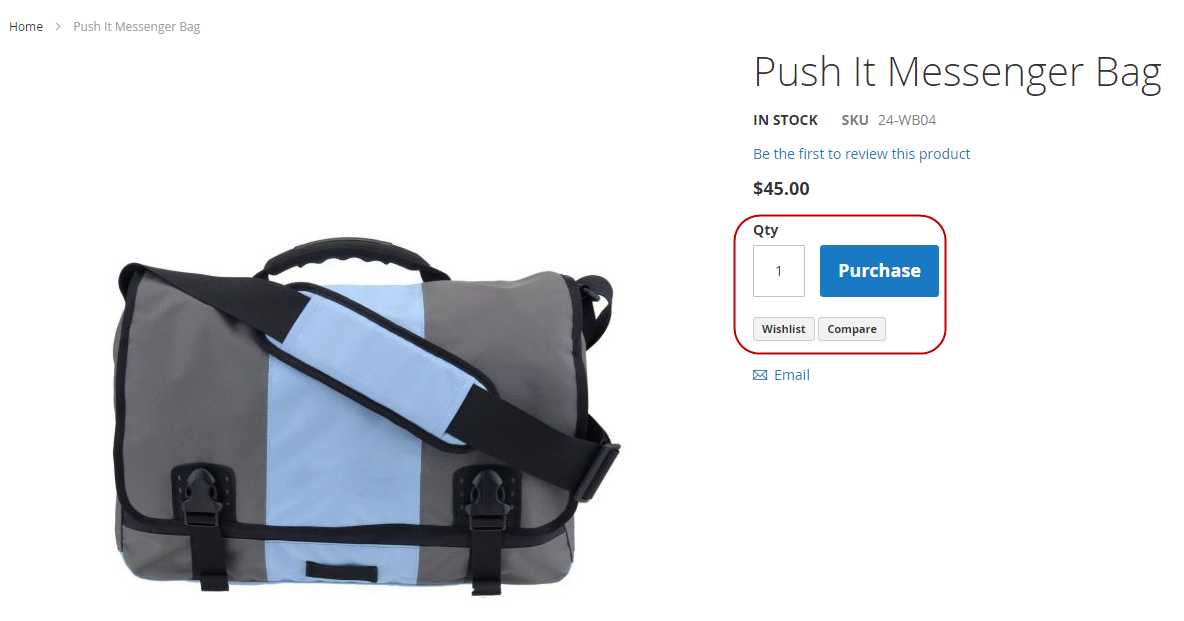 Home > Push It Messenger Bag
Push It Messenger Bag
IN STOCK SKU 24-WB04
Be the first to review this product
$45.00
Qty
1 Purchase
Wishlist Compare
Email